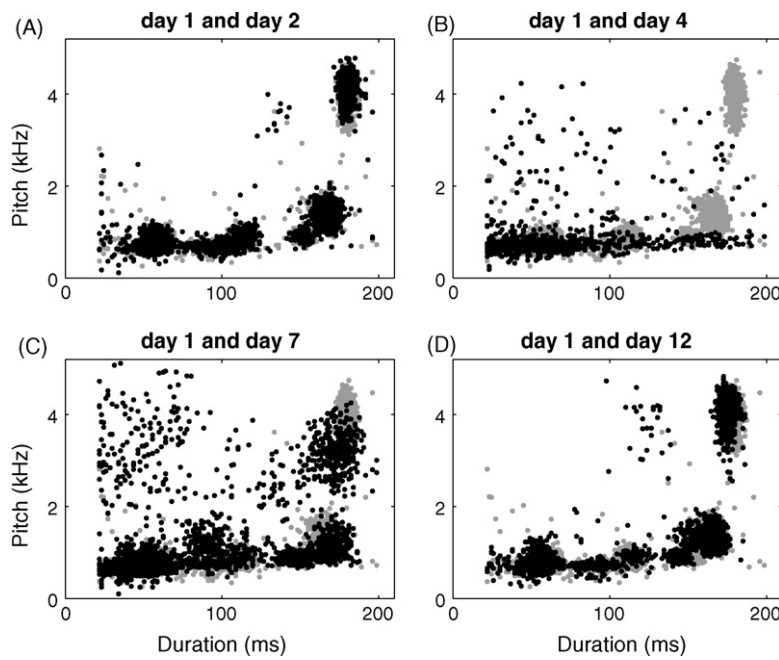 (A) day 1 and day 2
(B) day 1 and day 4
Pitch (kHz)
4
2
0
0 100 200
4
2
0
0 100 200
(C) day 1 and day 7
(D) day 1 and day 12
Pitch (kHz)
4
2
0
0 100 200
Duration (ms)
4
2
0
0 100 200
Duration (ms)